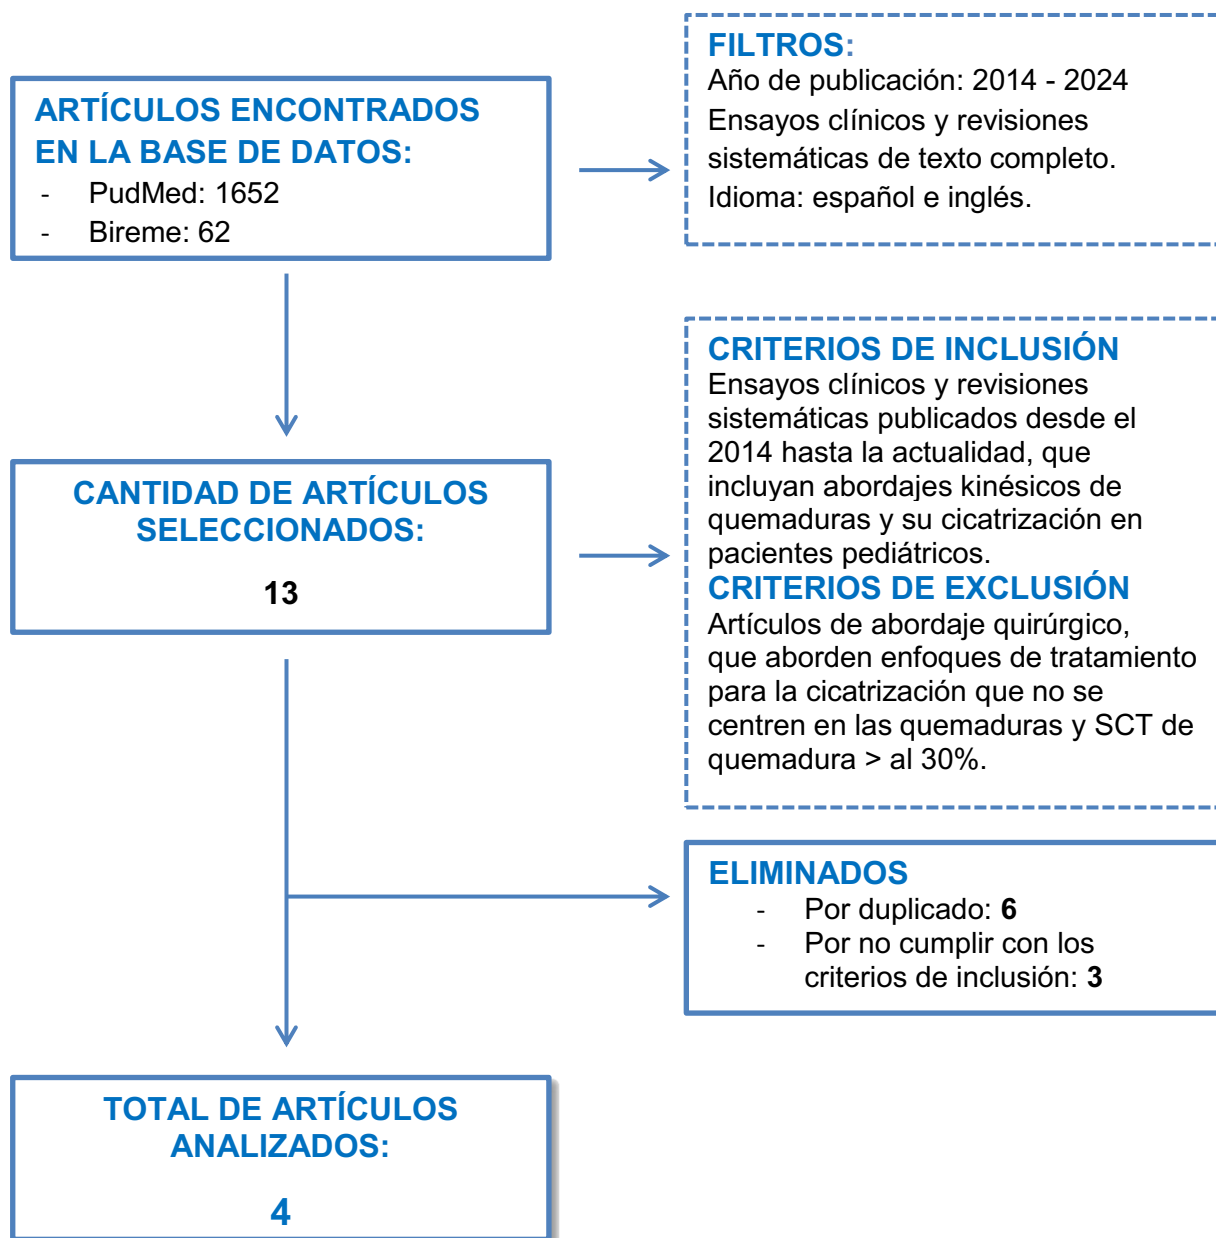 ARTÍCULOS ENCONTRADOS
EN LA BASE DE DATOS:
- PudMed: 1652
- Bireme: 62
FILTROS:
Año de publicación: 2014 - 2024
Ensayos clínicos y revisiones
sistemáticas de texto completo.
Idioma: español e inglés.
CANTIDAD DE ARTÍCULOS
SELECCIONADOS:
13
CRITERIOS DE INCLUSIÓN
Ensayos clínicos y revisiones
sistemáticas publicados desde el
2014 hasta la actualidad, que
incluyan abordajes kinésicos de
quemaduras y su cicatrización en
pacientes pediátricos.
CRITERIOS DE EXCLUSIÓN
Artículos de abordaje quirúrgico,
que aborden enfoques de tratamiento
para la cicatrización que no se
centren en las quemaduras y SCT de
quemadura > al 30%.
ELIMINADOS
- Por duplicado: 6
- Por no cumplir con los
criterios de inclusión: 3
TOTAL DE ARTÍCULOS
ANALIZADOS:
4